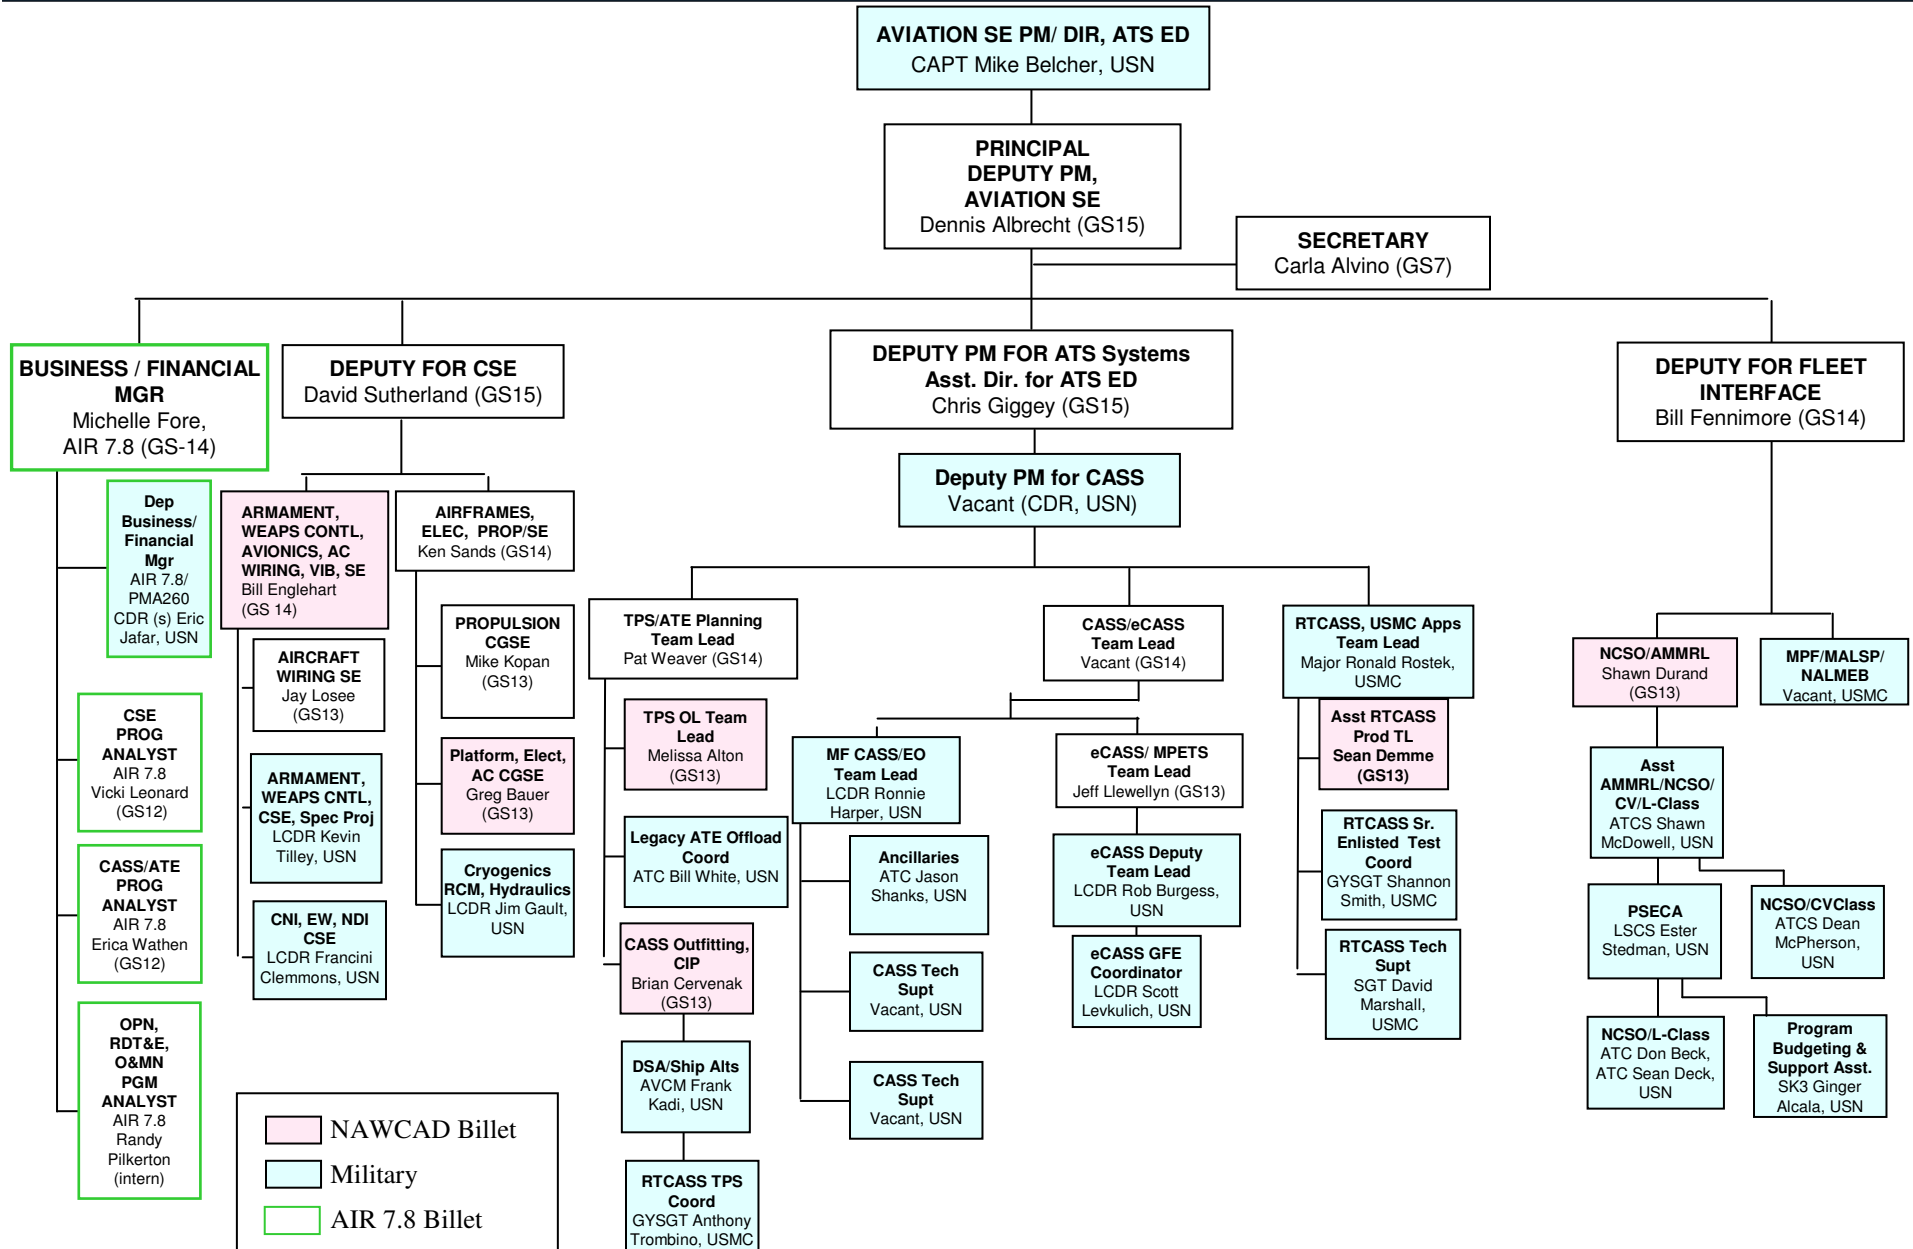 AVIATION SE PM/ DIR, ATS ED
CAPT Mike Belcher, USN
PRINCIPAL
DEPUTY PM,
AVIATION SE
Dennis Albrecht (GS15)
SECRETARY
Carla Alvino (GS7)
BUSINESS / FINANCIAL
MGR
Michelle Fore,
AIR 7.8 (GS-14)
DEPUTY FOR CSE
David Sutherland (GS15)
DEPUTY PM FOR ATS Systems
Asst. Dir. for ATS ED
Chris Giggey (GS15)
DEPUTY FOR FLEET
INTERFACE
Bill Fennimore (GS14)
Deputy PM for CASS
Vacant (CDR, USN)
Dep
Business/
Financial
Mgr
AIR 7.8/
PMA260
CDR (s) Eric
Jafar, USN
CSE
PROG
ANALYST
AIR 7.8
Vicki Leonard
(GS12)
CASS/ATE
PROG
ANALYST
AIR 7.8
Erica Wathen
(GS12)
OPN,
RDT&E,
O&MN
PGM
ANALYST
AIR 7.8
Randy
Pilkerton
(intern)
ARMAMENT,
WEAPS CONTL,
AVIONICS, AC
WIRING, VIB, SE
Bill Englehart
(GS 14)
AIRCRAFT
WIRING SE
Jay Losee
(GS13)
ARMAMENT,
WEAPS CNTL,
CSE, Spec Proj
LCDR Kevin
Tilley, USN
CNI, EW, NDI
CSE
LCDR Francini
Clemmons, USN
AIRFRAMES,
ELEC, PROP/SE
Ken Sands (GS14)
PROPULSION
CGSE
Mike Kopan
(GS13)
Platform, Elect,
AC CGSE
Greg Bauer
(GS13)
Cryogenics
RCM, Hydraulics
LCDR Jim Gault,
USN
TPS/ATE Planning
Team Lead
Pat Weaver (GS14)
TPS OL Team
Lead
Melissa Alton
(GS13)
Legacy ATE Offload
Coord
ATC Bill White, USN
CASS Outfitting,
CIP
Brian Cervenak
(GS13)
DSA/Ship Alts
AVCM Frank
Kadi, USN
RTCASS TPS
Coord
GYSGT Anthony
Trombino, USMC
CASS/eCASS
Team Lead
Vacant (GS14)
MF CASS/EO
Team Lead
LCDR Ronnie
Harper, USN
Ancillaries
ATC Jason
Shanks, USN
CASS Tech
Supt
Vacant, USN
CASS Tech
Supt
Vacant, USN
eCASS/ MPETS
Team Lead
Jeff Llewellyn (GS13)
eCASS Deputy
Team Lead
LCDR Rob Burgess,
USN
eCASS GFE
Coordinator
LCDR Scott
Levkulich, USN
RTCASS, USMC Apps
Team Lead
Major Ronald Rostek,
USMC
Asst RTCASS
Prod TL
Sean Demme
(GS13)
RTCASS Sr.
Enlisted Test
Coord
GYSGT Shannon
Smith, USMC
RTCASS Tech
Supt
SGT David
Marshall,
USMC
NCSO/AMMRL
Shawn Durand
(GS13)
MPF/MALSP/
NALMEB
Vacant, USMC
Asst
AMMRL/NCSO/
CV/L-Class
ATCS Shawn
McDowell, USN
PSECA
LSCS Ester
Stedman, USN
NCSO/CVClass
ATCS Dean
McPherson,
USN
NCSO/L-Class
ATC Don Beck,
ATC Sean Deck,
USN
Program
Budgeting &
Support Asst.
SK3 Ginger
Alcala, USN
NAWCAD Billet
Military
AIR 7.8 Billet